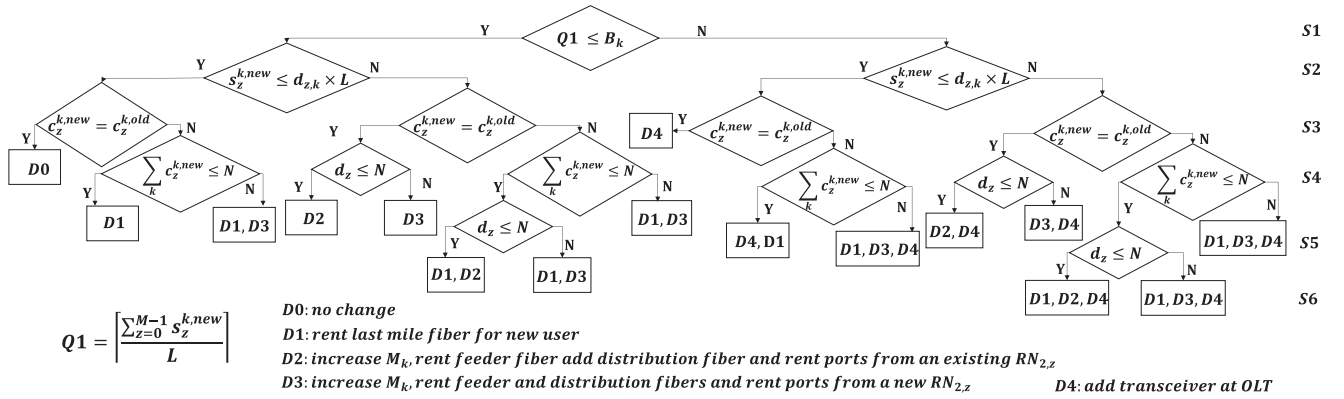 Q1 ≤ B_k
Y
N
S1
s_z^{k,new} ≤ d_{z,k} × L
Y
N
s_z^{k,new} ≤ d_{z,k} × L
Y
N
S2
c_z^{k,new} = c_z^{k,old}
Y
N
c_z^{k,new} = c_z^{k,old}
Y
N
D4
Y
c_z^{k,new} = c_z^{k,old}
N
c_z^{k,new} = c_z^{k,old}
Y
N
S3
D0
∑_k c_z^{k,new} ≤ N
Y
N
d_z ≤ N
Y
N
∑_k c_z^{k,new} ≤ N
Y
N
∑_k c_z^{k,new} ≤ N
Y
N
d_z ≤ N
Y
N
∑_k c_z^{k,new} ≤ N
Y
N
S4
D1
D1, D3
D2
D3
d_z ≤ N
Y
N
D1, D3
D4, D1
D1, D3, D4
D2, D4
D3, D4
d_z ≤ N
Y
N
D1, D3, D4
S5
D1, D2
D1, D3
D1, D2, D4
D1, D3, D4
S6
Q1 = ⌈∑_{z=0}^{M−1} s_z^{k,new} / L⌉
D0: no change
D1: rent last mile fiber for new user
D2: increase M_k, rent feeder fiber add distribution fiber and rent ports from an existing RN_{2,z}
D3: increase M_k, rent feeder and distribution fibers and rent ports from a new RN_{2,z}
D4: add transceiver at OLT